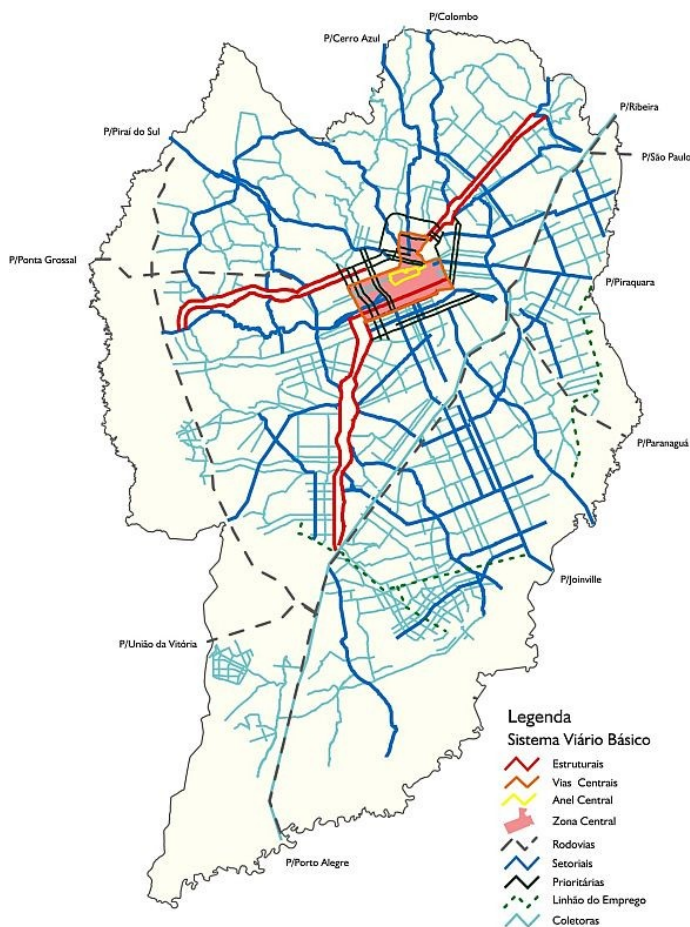 P/Colombo
P/Cerro Azul
P/Ribeira
P/Piraí do Sul
P/São Paulo
P/Ponta Grossal
P/Piraquara
P/Paranaguá
P/Joinville
P/União da Vitória
P/Porto Alegre
Legenda
Sistema Viário Básico
Estruturais
Vias Centrais
Anel Central
Zona Central
Rodovias
Setoriais
Prioritárias
Linhão do Emprego
Coletoras